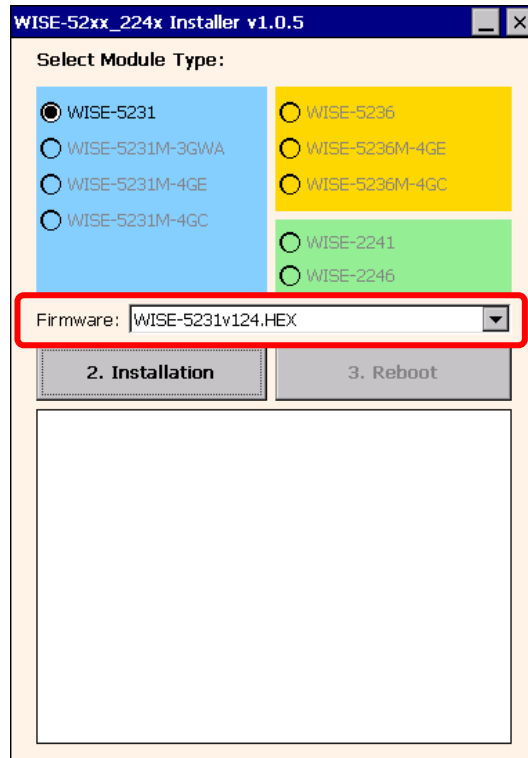 WISE-52xx_224x Installer v1.0.5
Select Module Type:
WISE-5231
WISE-5231M-3GWA
WISE-5231M-4GE
WISE-5231M-4GC
WISE-5236
WISE-5236M-4GE
WISE-5236M-4GC
WISE-2241
WISE-2246
Firmware: WISE-5231v124.HEX
2. Installation
3. Reboot